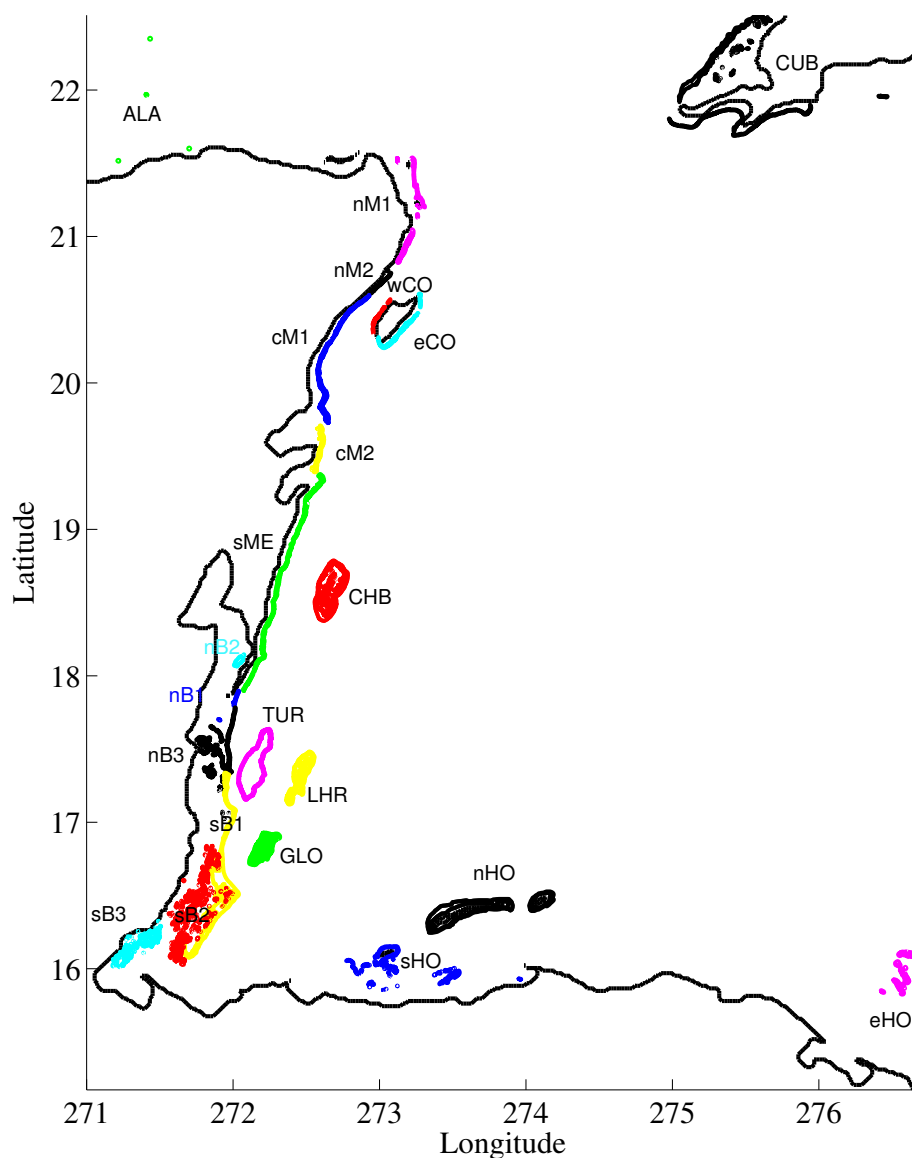 22
CUB
ALA
nM1
21
nM2
wCO
cM1
eCO
20
cM2
19
sME
CHB
Latitude
nB2
18
nB1
TUR
nB3
LHR
17
sB1
GLO
nHO
sB3
sB2
sHO
16
eHO
271 272 273 274 275 276
Longitude